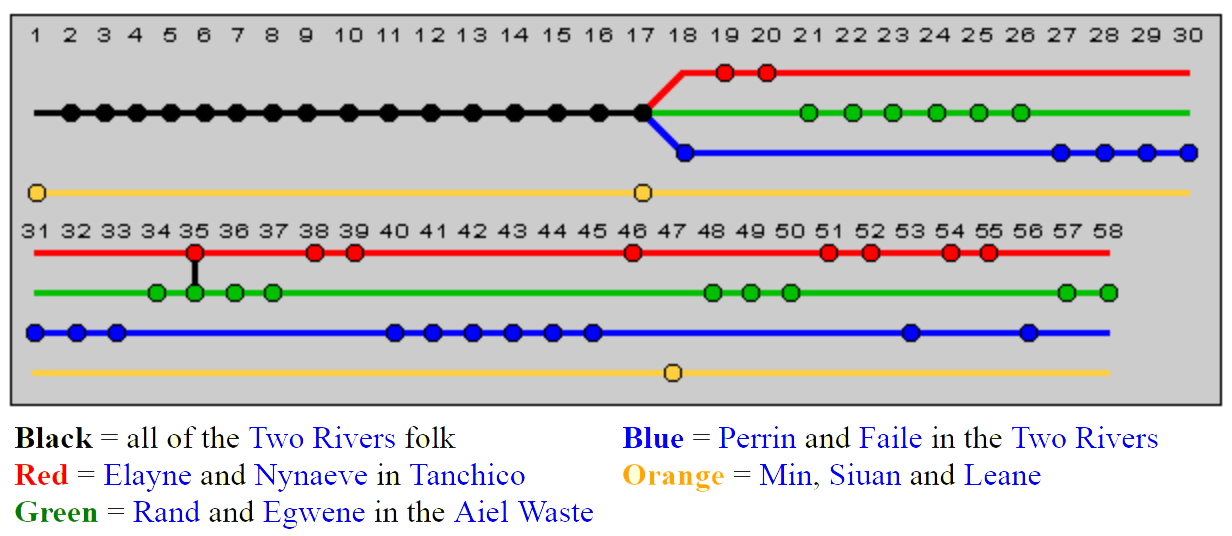 1 2 3 4 5 6 7 8 9 10 11 12 13 14 15 16 17 18 19 20 21 22 23 24 25 26 27 28 29 30
31 32 33 34 35 36 37 38 39 40 41 42 43 44 45 46 47 48 49 50 51 52 53 54 55 56 57 58
Black = all of the Two Rivers folk
Red = Elayne and Nynaeve in Tanchico
Green = Rand and Egwene in the Aiel Waste
Blue = Perrin and Faile in the Two Rivers
Orange = Min, Siuan and Leane